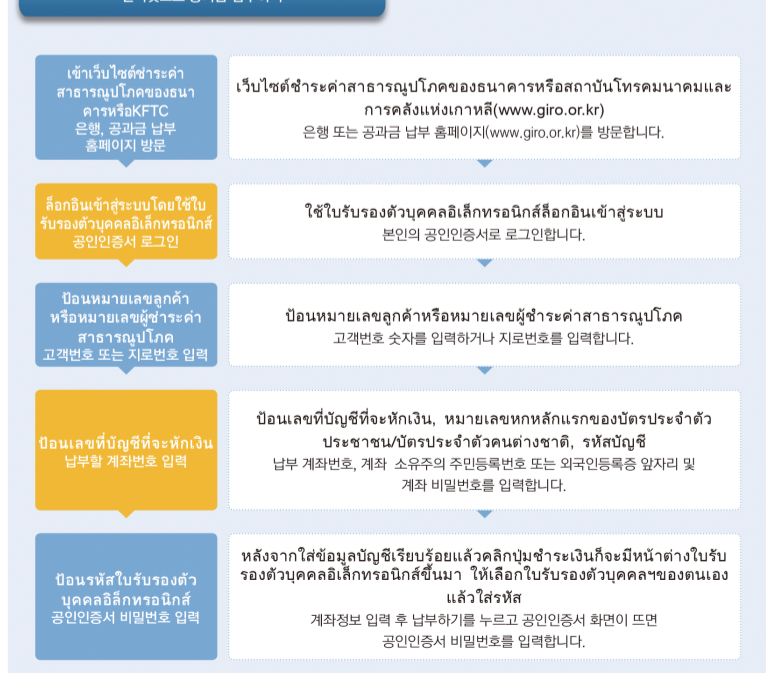 เข้าเว็บไซต์ชำระค่า
สาธารณูปโภคของธนา
คารหรือKFTC
은행, 공과금 납부
홈페이지 방문
เว็บไซต์ชำระค่าสาธารณูปโภคของธนาคารหรือสถาบันโทรคมนาคมและ
การคลังแห่งเกาหลี(www.giro.or.kr)
은행 또는 공과금 납부 홈페이지(www.giro.or.kr)를 방문합니다.
ล็อกอินเข้าสู่ระบบโดยใช้ใบ
รับรองตัวบุคคลอิเล็กทรอนิกส์
공인인증서 로그인
ใช้ใบรับรองตัวบุคคลอิเล็กทรอนิกส์ล็อกอินเข้าสู่ระบบ
본인의 공인인증서로 로그인합니다.
ป้อนหมายเลขลูกค้า
หรือหมายเลขผู้ชำระค่า
สาธารณูปโภค
고객번호 또는 지로번호 입력
ป้อนหมายเลขลูกค้าหรือหมายเลขผู้ชำระค่าสาธารณูปโภค
고객번호 숫자를 입력하거나 지로번호를 입력합니다.
ป้อนเลขที่บัญชีที่จะหักเงิน
납부할 계좌번호 입력
ป้อนเลขที่บัญชีที่จะหักเงิน, หมายเลขหกหลักแรกของบัตรประจำตัว
ประชาชน/บัตรประจำตัวคนต่างชาติ, รหัสบัญชี
납부 계좌번호, 계좌 소유주의 주민등록번호 또는 외국인등록증 앞자리 및
계좌 비밀번호를 입력합니다.
ป้อนรหัสใบรับรองตัว
บุคคลอิล็กทรอนิกส์
공인인증서 비밀번호 입력
หลังจากใส่ข้อมูลบัญชีเรียบร้อยแล้วคลิกปุ่มชำระเงินก็จะมีหน้าต่างใบรับ
รองตัวบุคคลอิเล็กทรอนิกส์ขึ้นมา ให้เลือกใบรับรองตัวบุคคลฯของตนเอง
แล้วใส่รหัส
계좌정보 입력 후 납부하기를 누르고 공인인증서 화면이 뜨면
공인인증서 비밀번호를 입력합니다.